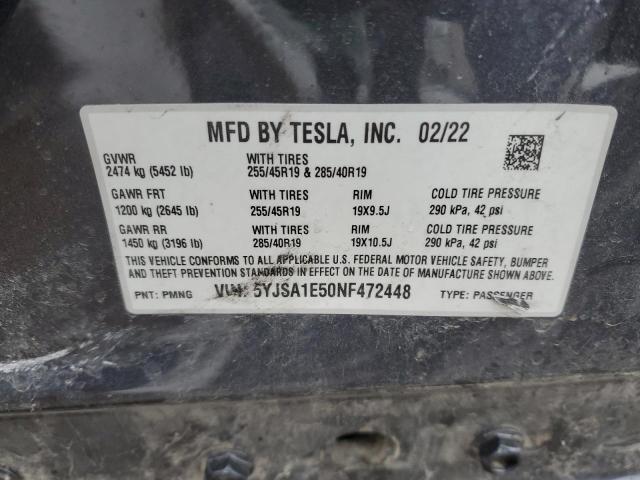 MFD BY TESLA, INC. 02/22
GVWR WITH TIRES
2474 kg (5452 lb) 255/45R19 & 285/40R19
GAWR FRT WITH TIRES RIM COLD TIRE PRESSURE
1200 kg (2645 lb) 255/45R19 19X9.5J 290 kPa, 42 psi
GAWR RR WITH TIRES RIM COLD TIRE PRESSURE
1450 kg (3196 lb) 285/40R19 19X10.5J 290 kPa, 42 psi
THIS VEHICLE CONFORMS TO ALL APPLICABLE U.S. FEDERAL MOTOR VEHICLE SAFETY, BUMPER
AND THEFT PREVENTION STANDARDS IN EFFECT ON THE DATE OF MANUFACTURE SHOWN ABOVE.
PNT: PMNG VIN: 5YJSA1E50NF472448 TYPE: PASSENGER